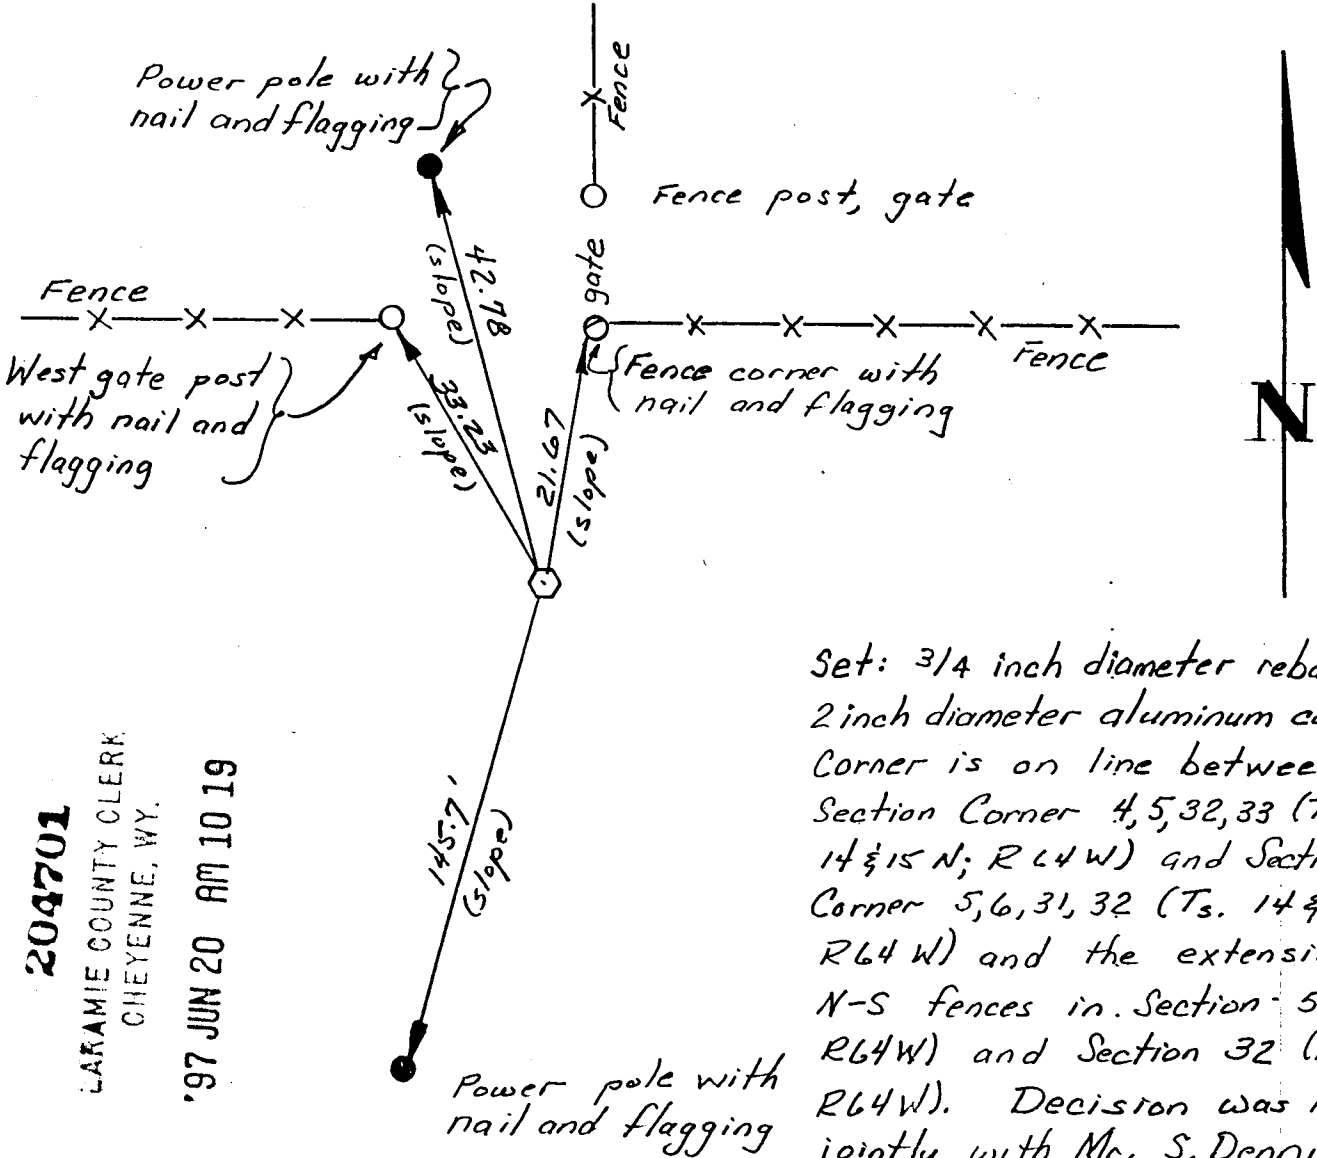 Power pole with
nail and flagging
Fence
Fence post, gate
gate
Fence
42.78
(slope)
West gate post
with nail and
flagging
33.23
(slope)
21.67
(slope)
Fence corner with
nail and flagging
Fence
N
145.7'
(slope)
Power pole with
nail and flagging
204701
LARAMIE COUNTY CLERK
CHEYENNE, WY.
'97 JUN 20 AM 10 19
Set: 3/4 inch diameter
2 inch diameter aluminum
Corner is on line
Section Corner 4,5,32,33
14 & 15 N; R 64 W) and
Corner 5,6,31,32 (Ts. 14 &
R64 W) and the
N-S fences in Section 5
R64W) and Section 32
R64W). Decision was
jointly with Mr. S.